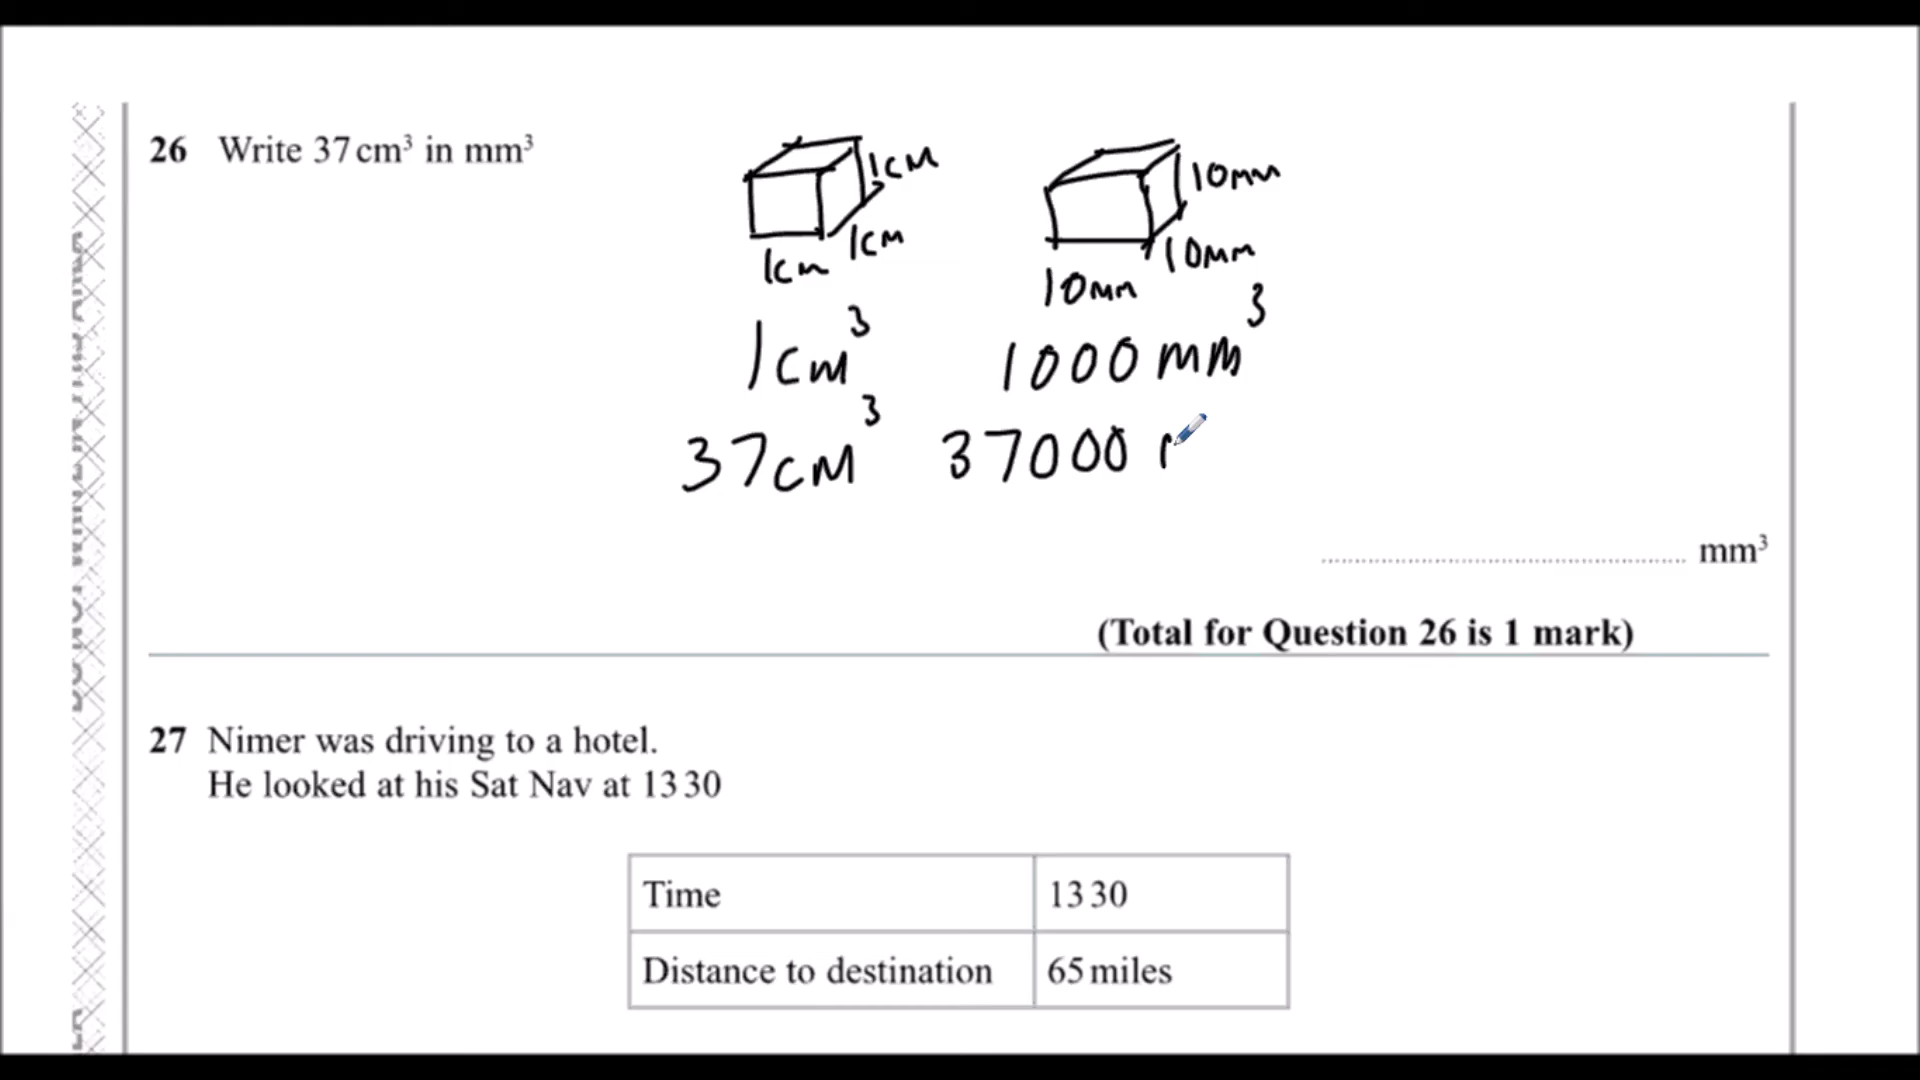 26 Write 37 cm³ in mm³
1cm
1cm
1cm
10mm
10mm
10mm
1cm³ 1000 mm³
37cm³ 37000
mm³
(Total for Question 26 is 1 mark)
27 Nimer was driving to a hotel.
He looked at his Sat Nav at 13 30
Time 13 30
Distance to destination 65 miles